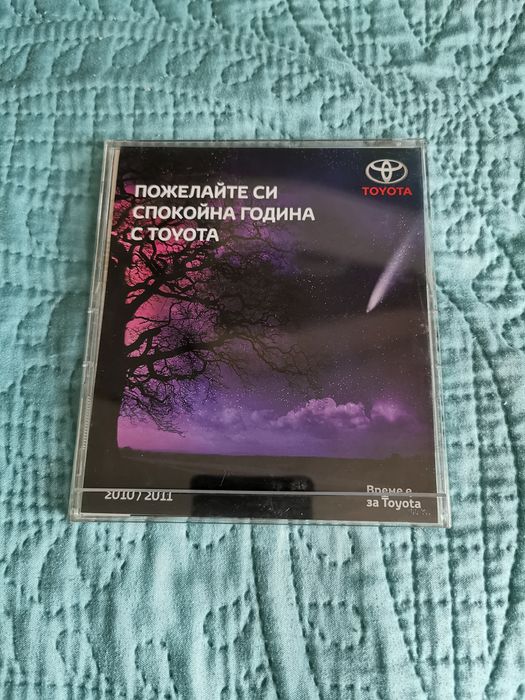 ПОЖЕЛАЙТЕ СИ
СПОКОЙНА ГОДИНА
С TOYOTA
TOYOTA
2010 / 2011
Време е
за Toyota